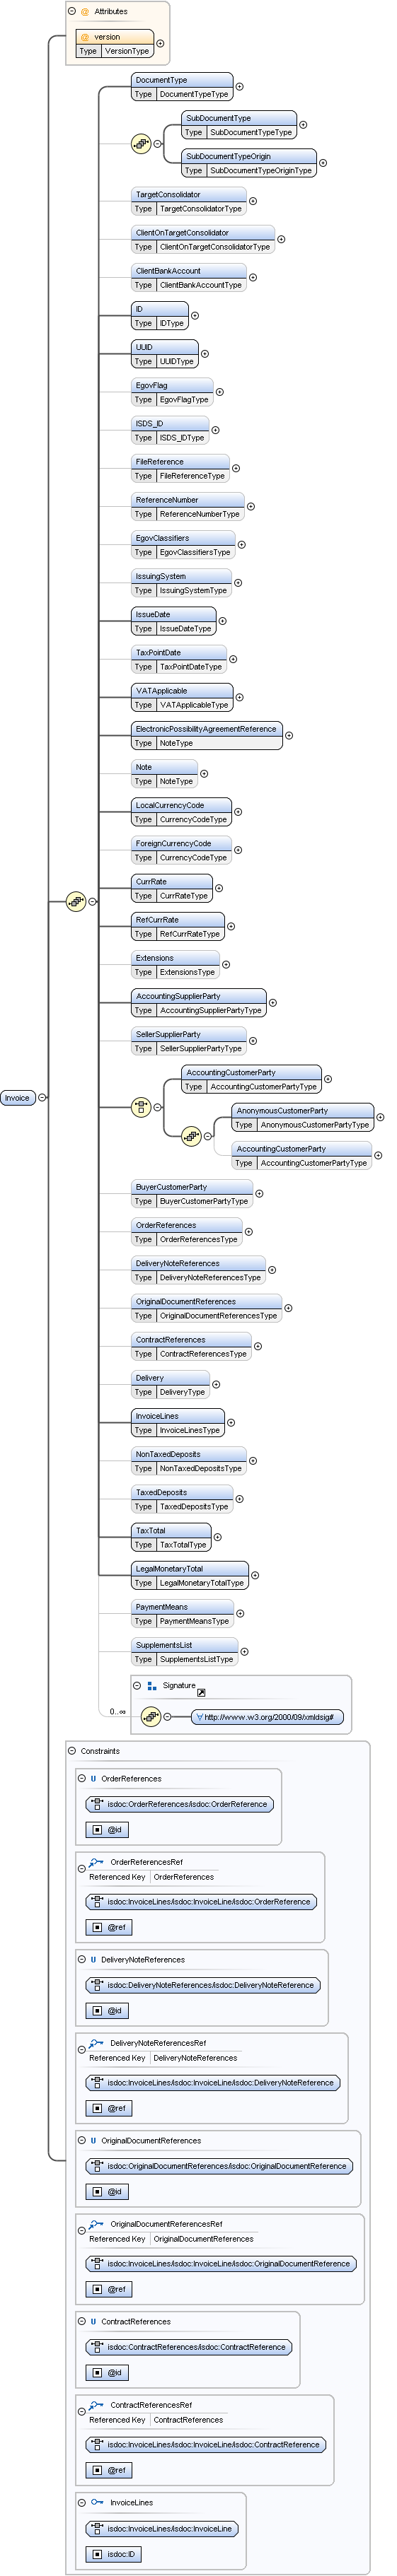 Attributes
@ version
Type VersionType
DocumentType
Type DocumentTypeType
SubDocumentType
Type SubDocumentTypeType
SubDocumentTypeOrigin
Type SubDocumentTypeOriginType
TargetConsolidator
Type TargetConsolidatorType
ClientOnTargetConsolidator
Type ClientOnTargetConsolidatorType
ClientBankAccount
Type ClientBankAccountType
ID
Type IDType
UUID
Type UUIDType
EgovFlag
Type EgovFlagType
ISDS_ID
Type ISDS_IDType
FileReference
Type FileReferenceType
ReferenceNumber
Type ReferenceNumberType
EgovClassifiers
Type EgovClassifiersType
IssuingSystem
Type IssuingSystemType
IssueDate
Type IssueDateType
TaxPointDate
Type TaxPointDateType
VATApplicable
Type VATApplicableType
ElectronicPossibilityAgreementReference
Type NoteType
Note
Type NoteType
LocalCurrencyCode
Type CurrencyCodeType
ForeignCurrencyCode
Type CurrencyCodeType
CurrRate
Type CurrRateType
RefCurrRate
Type RefCurrRateType
Extensions
Type ExtensionsType
AccountingSupplierParty
Type AccountingSupplierPartyType
SellerSupplierParty
Type SellerSupplierPartyType
AccountingCustomerParty
Type AccountingCustomerPartyType
Invoice
AnonymousCustomerParty
Type AnonymousCustomerPartyType
AccountingCustomerParty
Type AccountingCustomerPartyType
BuyerCustomerParty
Type BuyerCustomerPartyType
OrderReferences
Type OrderReferencesType
DeliveryNoteReferences
Type DeliveryNoteReferencesType
OriginalDocumentReferences
Type OriginalDocumentReferencesType
ContractReferences
Type ContractReferencesType
Delivery
Type DeliveryType
InvoiceLines
Type InvoiceLinesType
NonTaxedDeposits
Type NonTaxedDepositsType
TaxedDeposits
Type TaxedDepositsType
TaxTotal
Type TaxTotalType
LegalMonetaryTotal
Type LegalMonetaryTotalType
PaymentMeans
Type PaymentMeansType
SupplementsList
Type SupplementsListType
Signature
0..∞
http://www.w3.org/2000/09/xmldsig#
Constraints
U OrderReferences
isdoc:OrderReferences/isdoc:OrderReference
@id
OrderReferencesRef
Referenced Key OrderReferences
isdoc:InvoiceLines/isdoc:InvoiceLine/isdoc:OrderReference
@ref
U DeliveryNoteReferences
isdoc:DeliveryNoteReferences/isdoc:DeliveryNoteReference
@id
DeliveryNoteReferencesRef
Referenced Key DeliveryNoteReferences
isdoc:InvoiceLines/isdoc:InvoiceLine/isdoc:DeliveryNoteReference
@ref
U OriginalDocumentReferences
isdoc:OriginalDocumentReferences/isdoc:OriginalDocumentReference
@id
OriginalDocumentReferencesRef
Referenced Key OriginalDocumentReferences
isdoc:InvoiceLines/isdoc:InvoiceLine/isdoc:OriginalDocumentReference
@ref
U ContractReferences
isdoc:ContractReferences/isdoc:ContractReference
@id
ContractReferencesRef
Referenced Key ContractReferences
isdoc:InvoiceLines/isdoc:InvoiceLine/isdoc:ContractReference
@ref
InvoiceLines
isdoc:InvoiceLines/isdoc:InvoiceLine
isdoc:ID